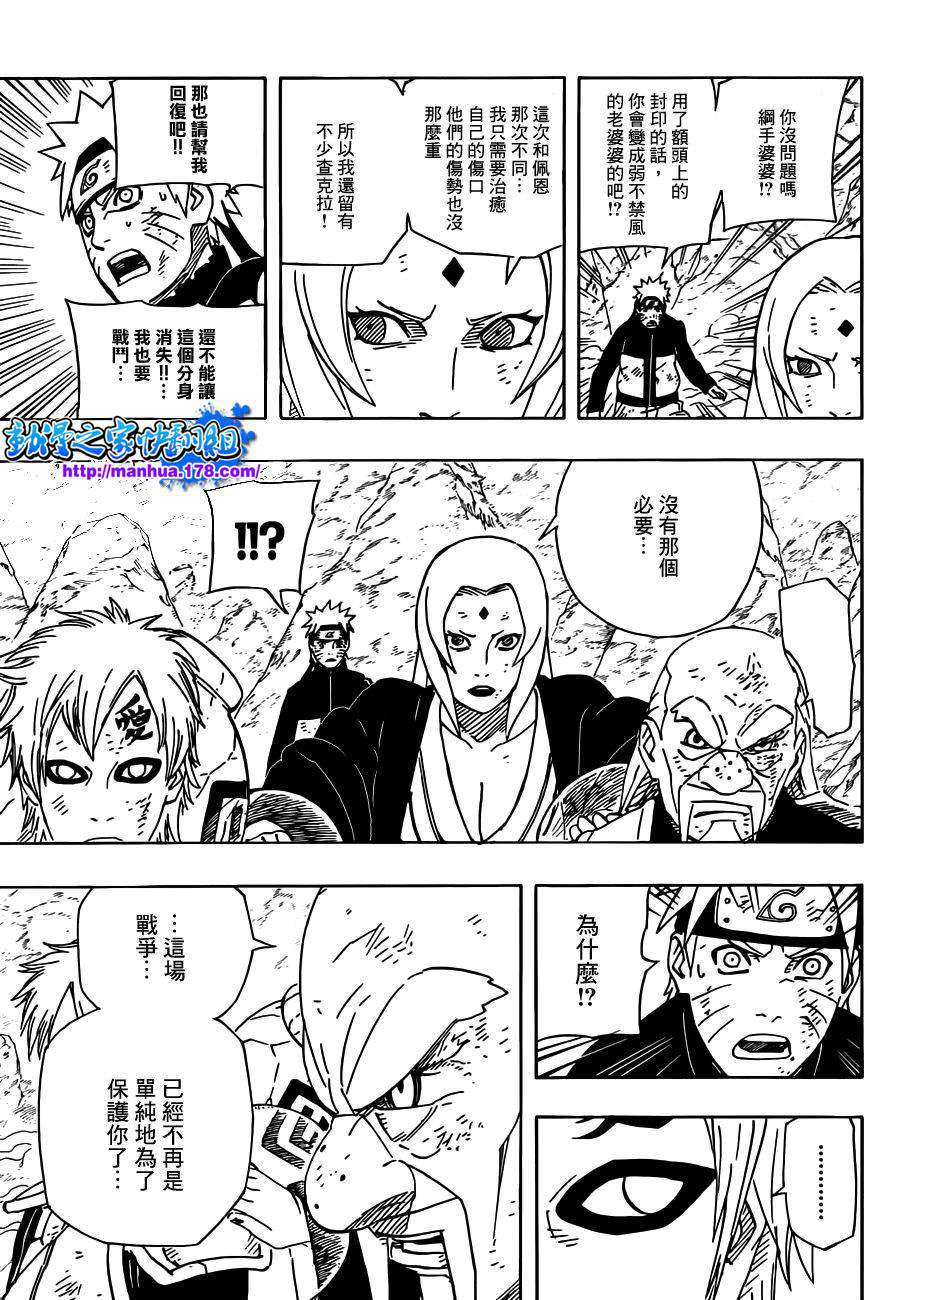 你沒問題嗎
綱手婆婆!?
用了額頭上的
封印的話，
你會變成弱不禁風
的老婆婆的吧!?
這次和佩恩
那次不同…
我只需要治癒
自己的傷口
他們的傷勢也沒
那麼重
所以我還留有
不少查克拉！
那也請幫我
回復吧!!
還不能讓
這個分身
消失!!…
我也要
戰鬥…
動漫之家快翻組
http://manhua.178.com/
沒有那個
必要…
!!?
愛
為什麼!?
………
…這場
戰爭…
已經不再是
單純地為了
保護你了…